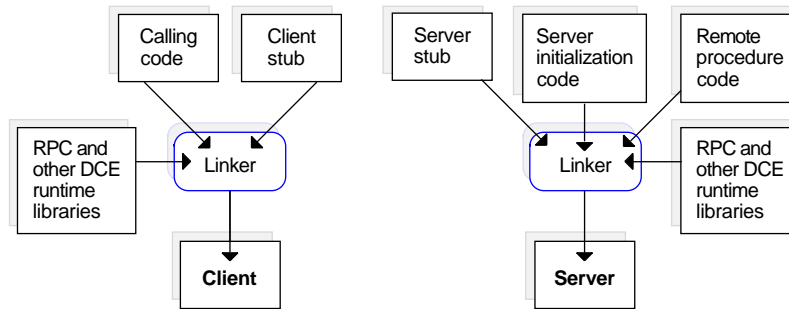 Calling
code
Client
stub
Server
stub
Server
initialization
code
Remote
procedure
code
RPC and
other DCE
runtime
libraries
Linker
Linker
RPC and
other DCE
runtime
libraries
Client
Server